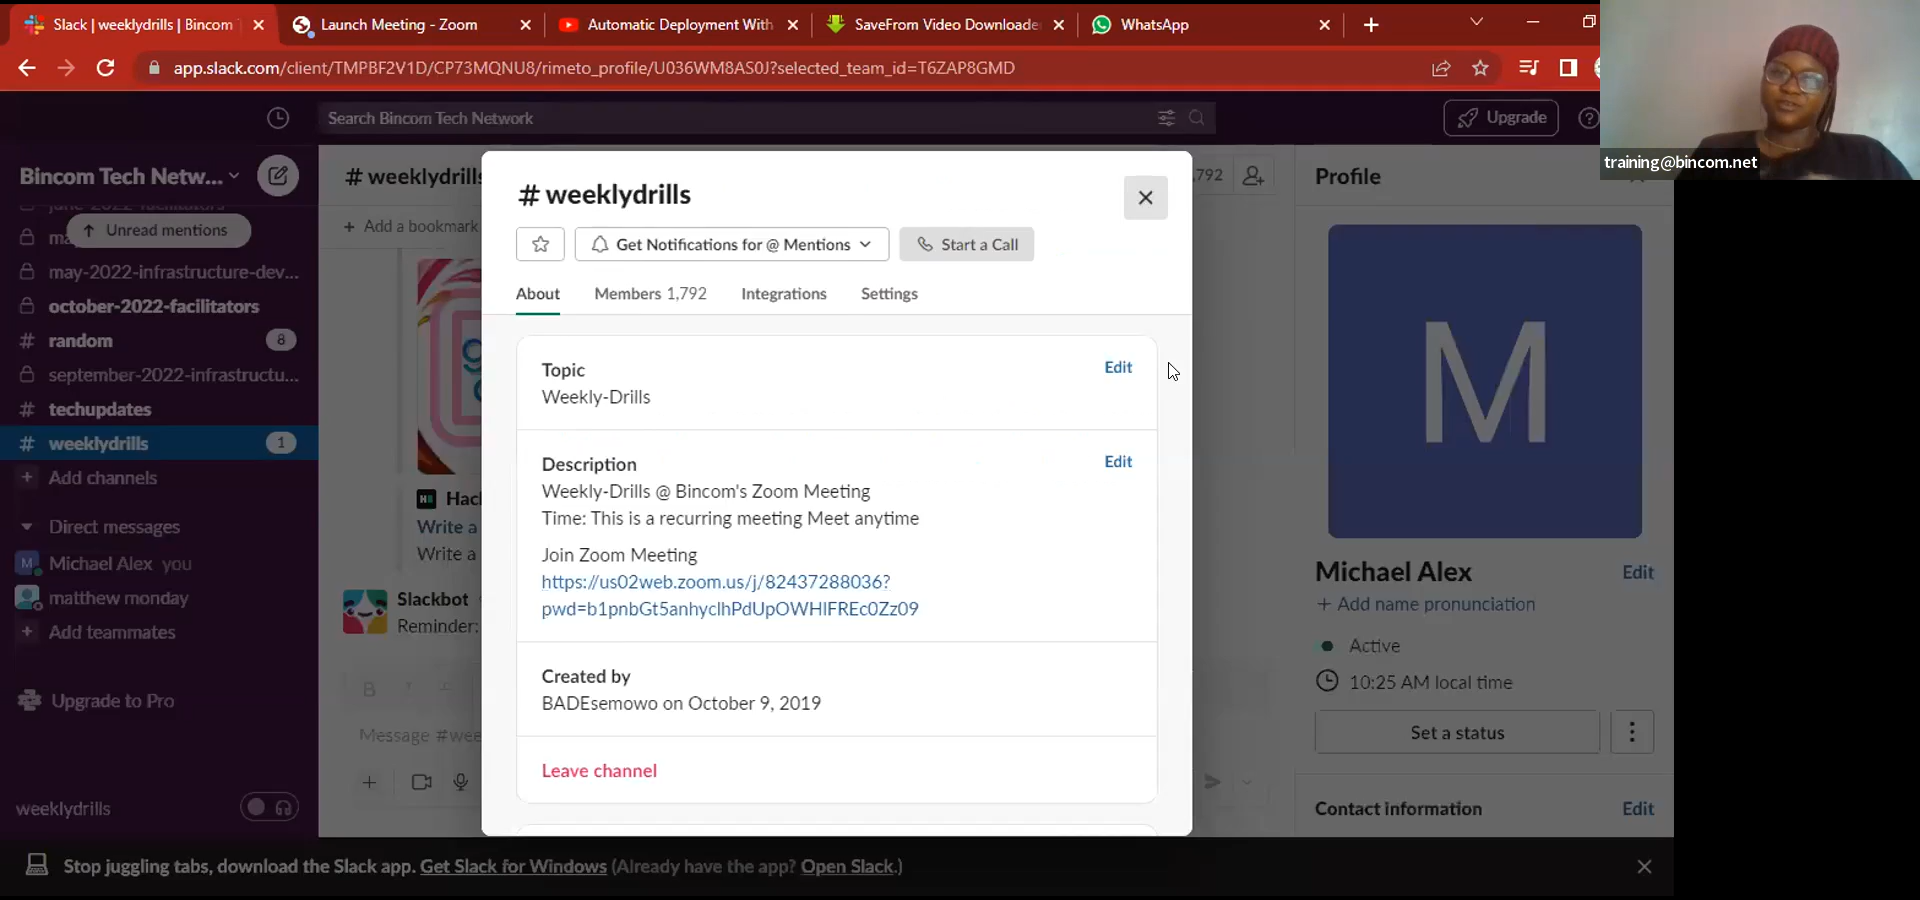 Slack | weeklydrills | Bincom
Launch Meeting - Zoom
Automatic Deployment With
SaveFrom Video Downloade
WhatsApp
app.slack.com/client/TMPBF2V1D/CP73MQNU8/rimeto_profile/U036WM8AS0J?selected_team_id=T6ZAP8GMD
Search Bincom Tech Network
Upgrade
training@bincom.net
Bincom Tech Netw...
june-2022-facilitators
Unread mentions
may-2022-infrastructure-dev...
october-2022-facilitators
random 8
september-2022-infrastructu...
techupdates
weeklydrills 1
Add channels
Direct messages
Michael Alex you
matthew monday
Add teammates
Upgrade to Pro
weeklydrills
# weeklydrills
,792
+ Add a bookmark
Hac
Write a
Write a
Slackbot
Reminder:
B
Message #wee
# weeklydrills
Get Notifications for @ Mentions
Start a Call
About Members 1,792 Integrations Settings
Topic Edit
Weekly-Drills
Description Edit
Weekly-Drills @ Bincom's Zoom Meeting
Time: This is a recurring meeting Meet anytime
Join Zoom Meeting
https://us02web.zoom.us/j/82437288036?
pwd=b1pnbGt5anhyclhPdUpOWHlFREc0Zz09
Created by
BADEsemowo on October 9, 2019
Leave channel
Profile
M
Michael Alex Edit
+ Add name pronunciation
Active
10:25 AM local time
Set a status
Contact information Edit
Stop juggling tabs, download the Slack app. Get Slack for Windows (Already have the app? Open Slack.)